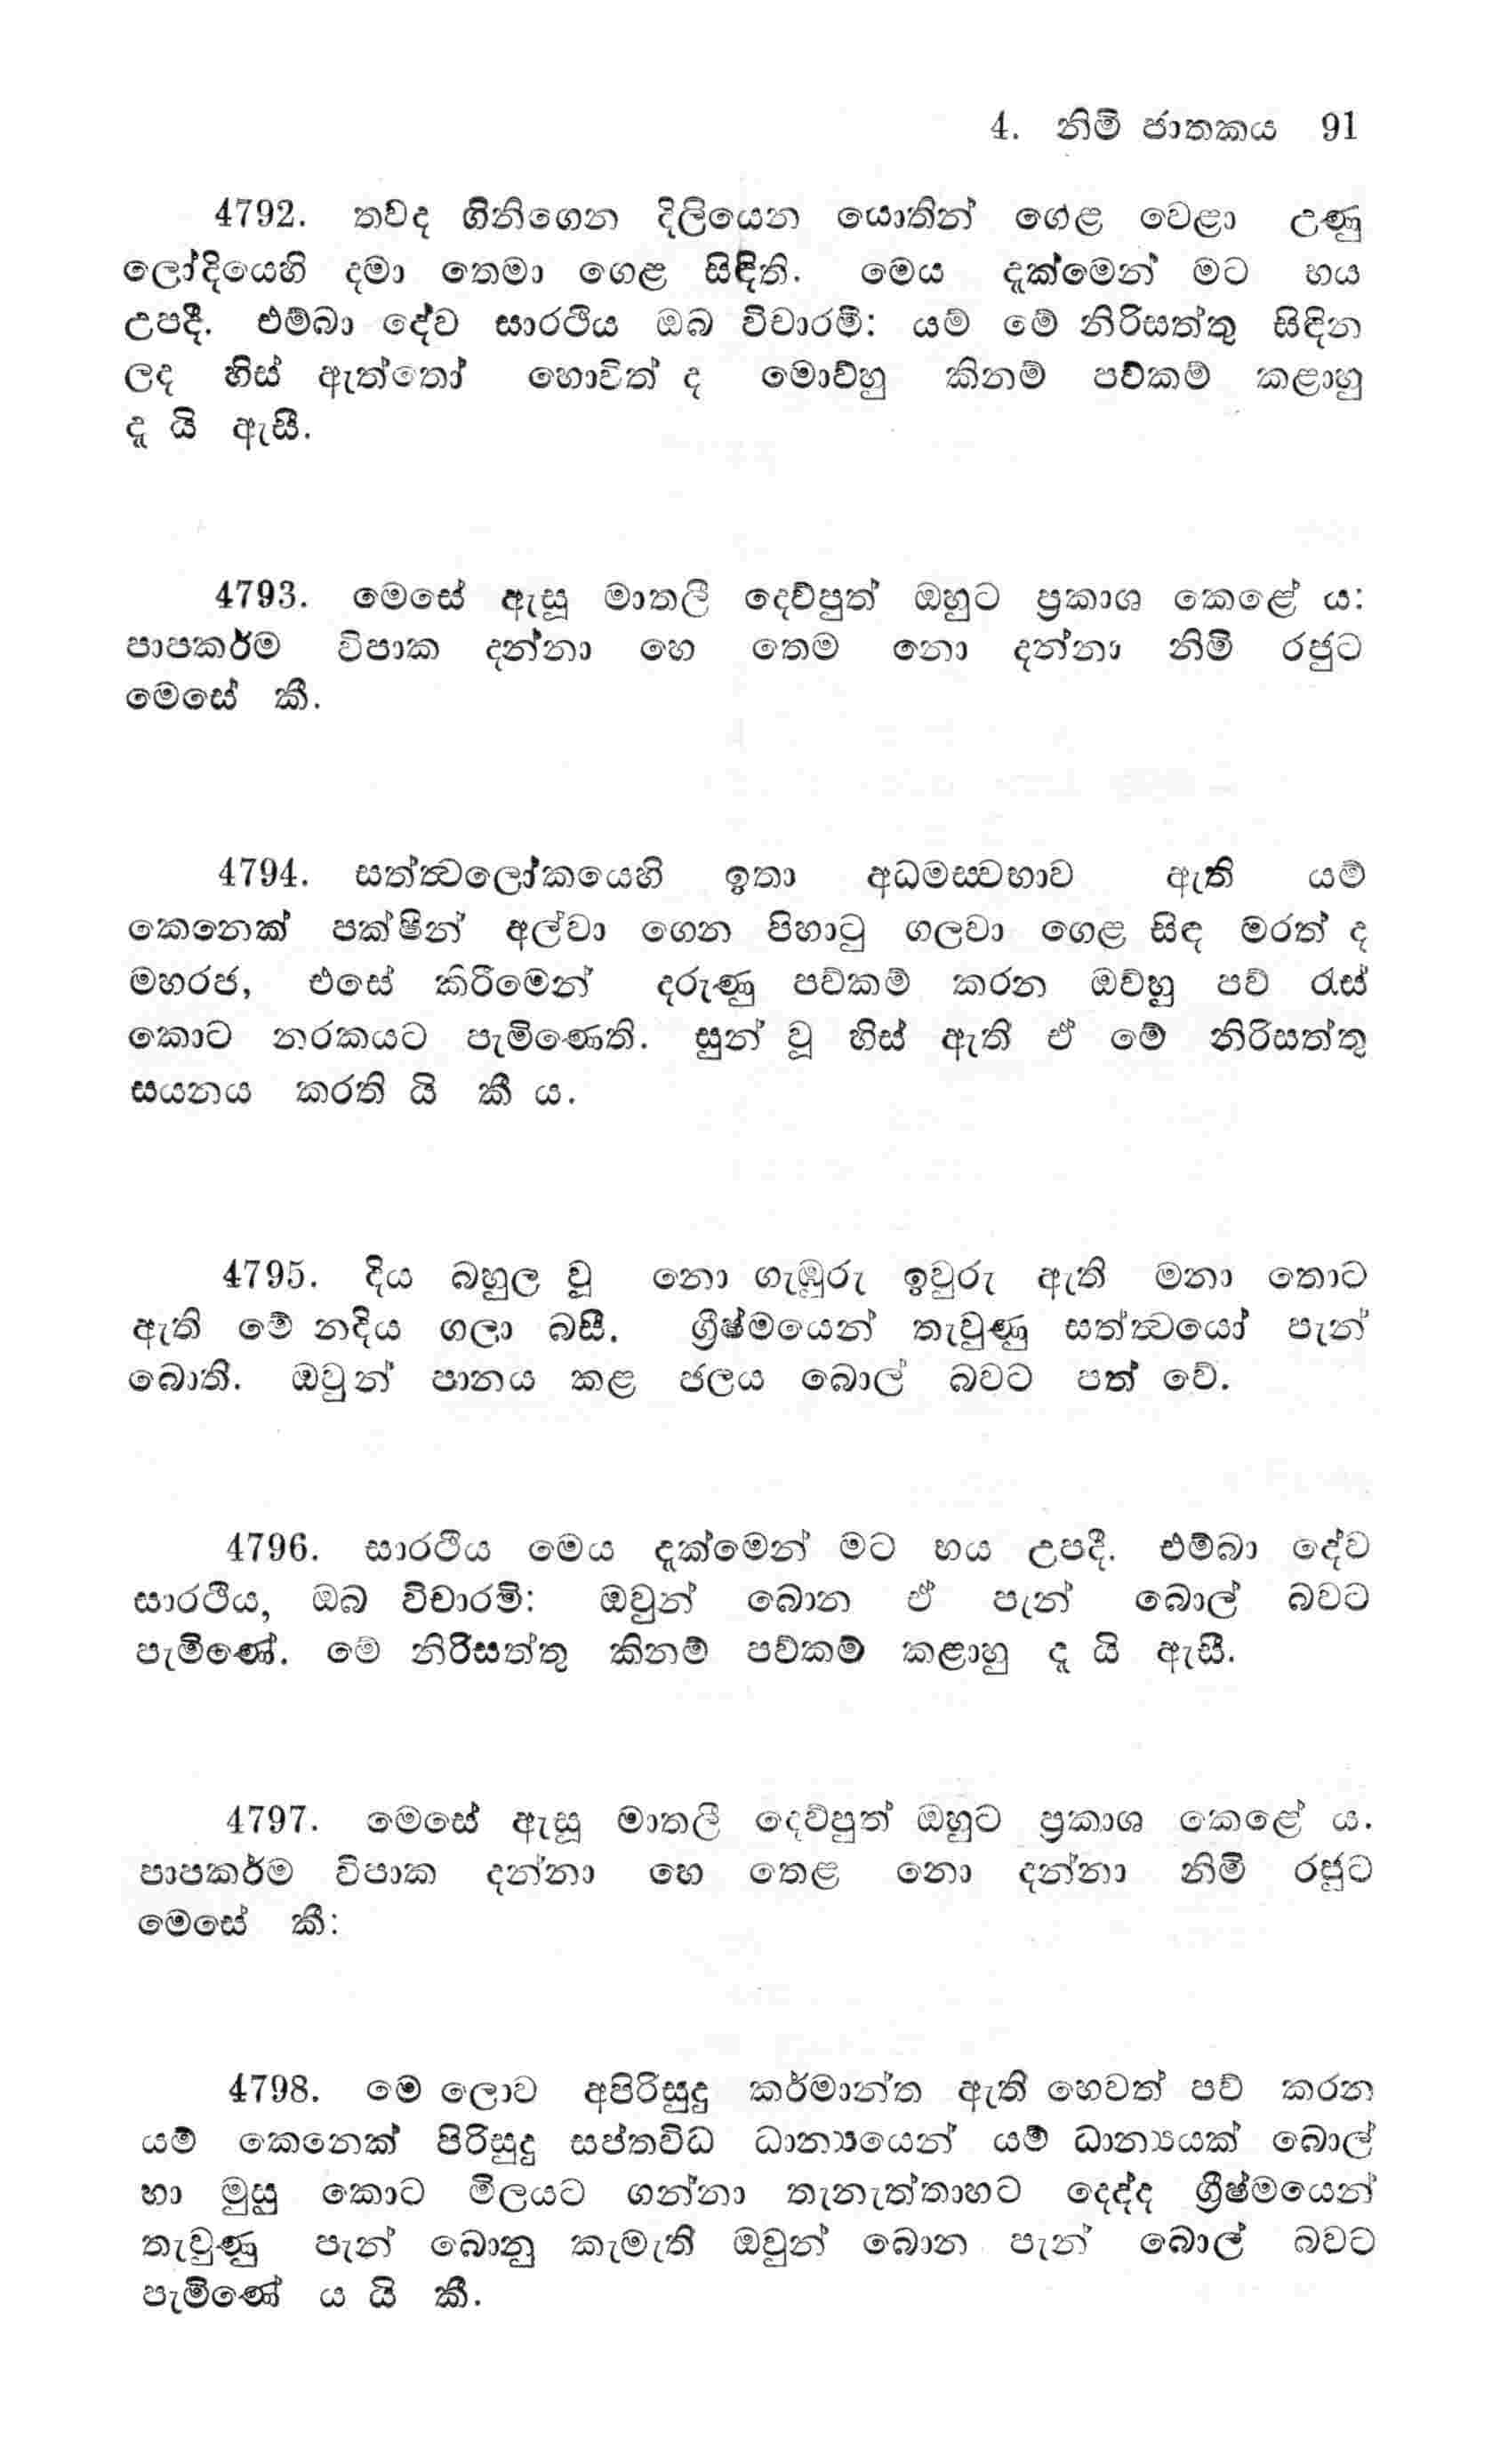 4. නිමි ජාතකය 91
4792. තවද ගිනිගෙන දිලියෙන යොතින් ගෙළ වෙළා උණු
ලෝදියෙහි දමා තෙමා ගෙළ සිඳිති. මෙය දැක්මෙන් මට භය
උපදී. එම්බා දේව සාරථිය ඔබ විචාරමි: යම් මේ නිරිසත්තු සිඳින
ලද හිස් ඇත්තෝ හොවිත් ද මොව්හු කිනම් පව්කම් කළාහු
දැ යි ඇසී.
4793. මෙසේ ඇසූ මාතලී දෙව්පුත් ඔහුට ප්‍රකාශ කෙළේ ය:
පාපකර්ම විපාක දන්නා හෙ තෙම නො දන්නා නිමි රජුට
මෙසේ කී.
4794. සත්ත්‍වලෝකයෙහි ඉතා අධමස්වභාව ඇති යම්
කෙනෙක් පක්ෂීන් අල්වා ගෙන පිහාටු ගලවා ගෙළ සිඳ මරත් ද
මහරජ, එසේ කිරීමෙන් දරුණු පව්කම් කරන ඔව්හු පව් රැස්
කොට නරකයට පැමිණෙති. සුන් වූ හිස් ඇති ඒ මේ නිරිසත්තු
සයනය කරති යි කී ය.
4795. දිය බහුල වූ නො ගැඹුරු ඉවුරු ඇති මනා තොට
ඇති මේ නදිය ගලා බසී. ග්‍රීෂ්මයෙන් තැවුණු සත්ත්‍වයෝ පැන්
බොති. ඔවුන් පානය කළ ජලය බොල් බවට පත් වේ.
4796. සාරථිය මෙය දැක්මෙන් මට භය උපදී. එම්බා දේව
සාරථිය, ඔබ විචාරමි: ඔවුන් බොන ඒ පැන් බොල් බවට
පැමිණේ. මේ නිරිසත්තු කිනම් පව්කම් කළාහු දැ යි ඇසී.
4797. මෙසේ ඇසූ මාතලී දෙව්පුත් ඔහුට ප්‍රකාශ කෙළේ ය.
පාපකර්ම විපාක දන්නා හෙ තෙළ නො දන්නා නිමි රජුට
මෙසේ කී:
4798. මෙ ලොව අපිරිසුදු කර්මාන්ත ඇති හෙවත් පව් කරන
යම් කෙනෙක් පිරිසුදු සප්තවිධ ධාන්‍යයෙන් යම් ධාන්‍යයක් බොල්
හා මුසු කොට මිලයට ගන්නා තැනැත්තාහට දෙද්ද ග්‍රීෂ්මයෙන්
තැවුණු පැන් බොනු කැමැති ඔවුන් බොන පැන් බොල් බවට
පැමිණේ ය යි කී.